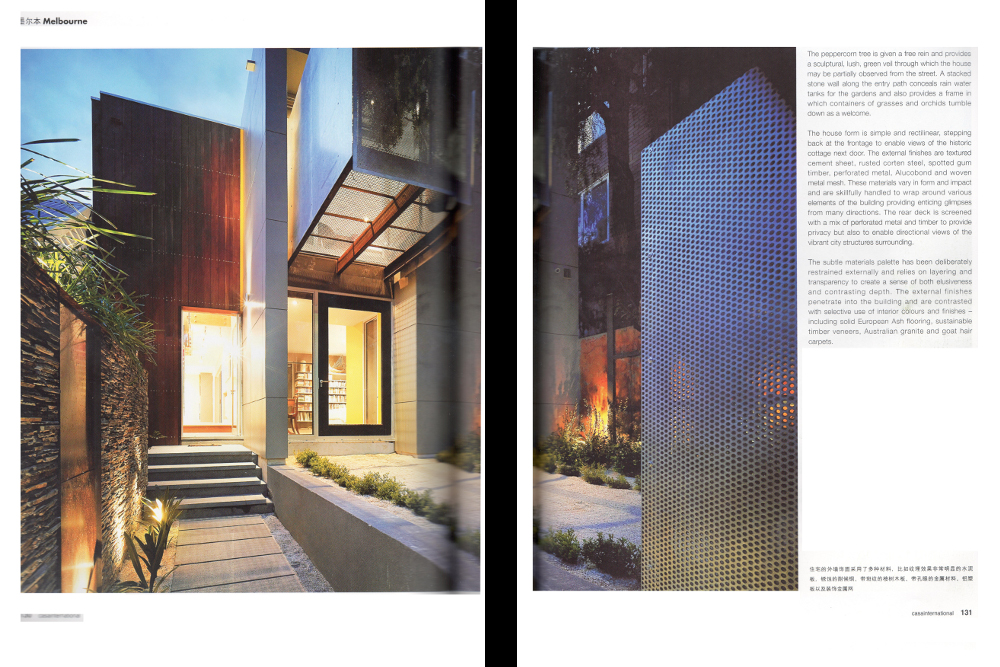 墨尔本 Melbourne
The peppercorn tree is given a free rein and provides
a sculptural, lush, green veil through which the house
may be partially observed from the street. A stacked
stone wall along the entry path conceals rain water
tanks for the gardens and also provides a frame in
which containers of grasses and orchids tumble
down as a welcome.
The house form is simple and rectilinear, stepping
back at the frontage to enable views of the historic
cottage next door. The external finishes are textured
cement sheet, rusted corten steel, spotted gum
timber, perforated metal, Alucobond and woven
metal mesh. These materials vary in form and impact
and are skillfully handled to wrap around various
elements of the building providing enticing glimpses
from many directions. The rear deck is screened
with a mix of perforated metal and timber to provide
privacy but also to enable directional views of the
vibrant city structures surrounding.
The subtle materials palette has been deliberately
restrained externally and relies on layering and
transparency to create a sense of both elusiveness
and contrasting depth. The external finishes
penetrate into the building and are contrasted
with selective use of interior colours and finishes –
including solid European Ash flooring, sustainable
timber veneers, Australian granite and goat hair
carpets.
住宅的外墙饰面采用了多种材料，比如纹理效果非常明显的水泥
板、锈蚀的耐候钢、带斑纹的桉树木板、带孔眼的金属材料、铝塑
板以及装饰金属网
casainternational 131
casainternational